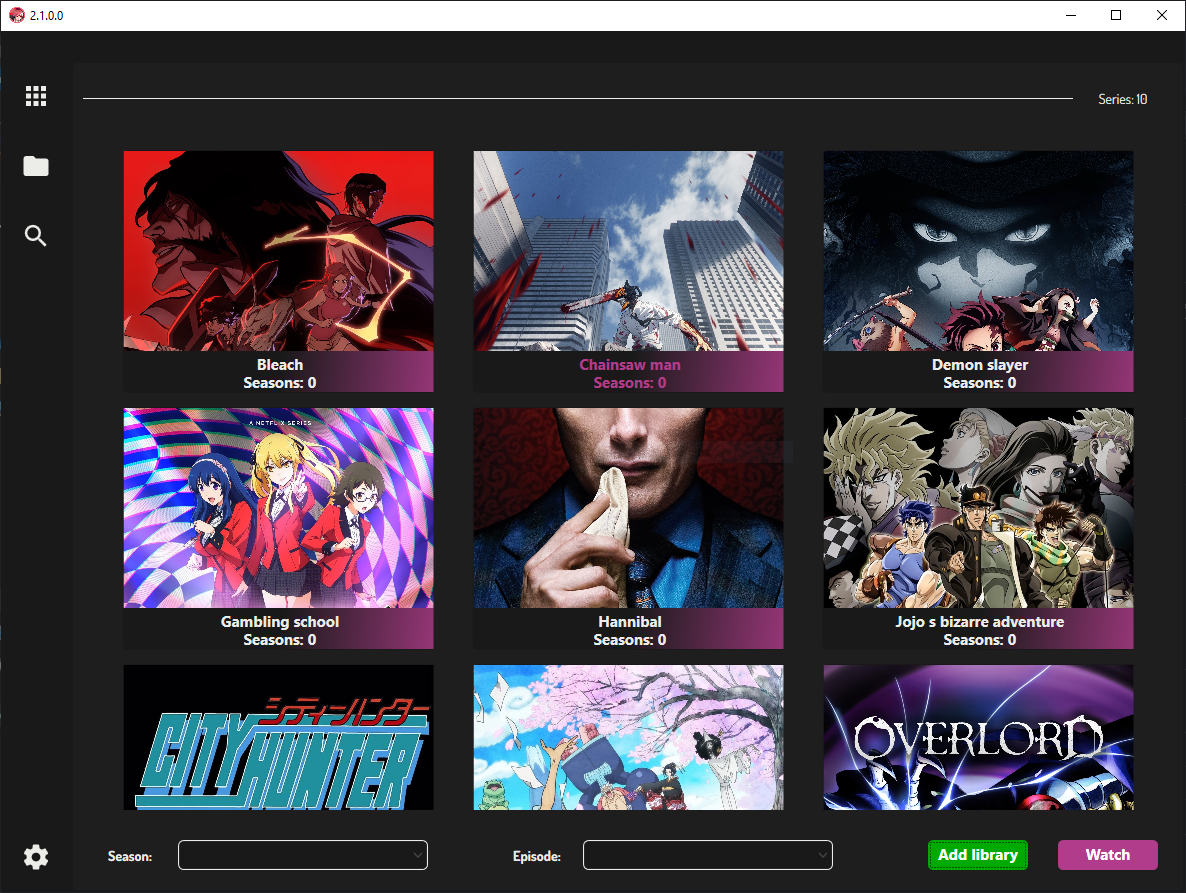 2.1.0.0
Series: 10
Bleach
Seasons: 0
Chainsaw man
Seasons: 0
Demon slayer
Seasons: 0
A NETFLIX SERIES
Gambling school
Seasons: 0
Hannibal
Seasons: 0
Jojo s bizarre adventure
Seasons: 0
シティーハンター
CITY HUNTER
OVERLORD
Season:
Episode:
Add library
Watch